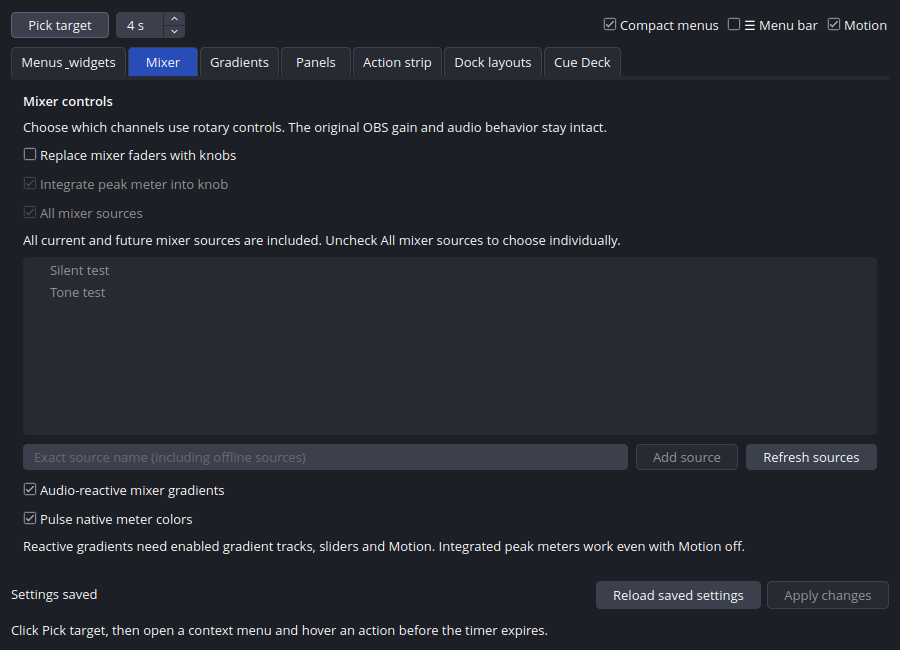 Pick target
4 s
Compact menus
☰ Menu bar
Motion
Menus_widgets
Mixer
Gradients
Panels
Action strip
Dock layouts
Cue Deck
Mixer controls
Choose which channels use rotary controls. The original OBS gain and audio behavior stay intact.
Replace mixer faders with knobs
Integrate peak meter into knob
All mixer sources
All current and future mixer sources are included. Uncheck All mixer sources to choose individually.
Silent test
Tone test
Exact source name (including offline sources)
Add source
Refresh sources
Audio-reactive mixer gradients
Pulse native meter colors
Reactive gradients need enabled gradient tracks, sliders and Motion. Integrated peak meters work even with Motion off.
Settings saved
Reload saved settings
Apply changes
Click Pick target, then open a context menu and hover an action before the timer expires.